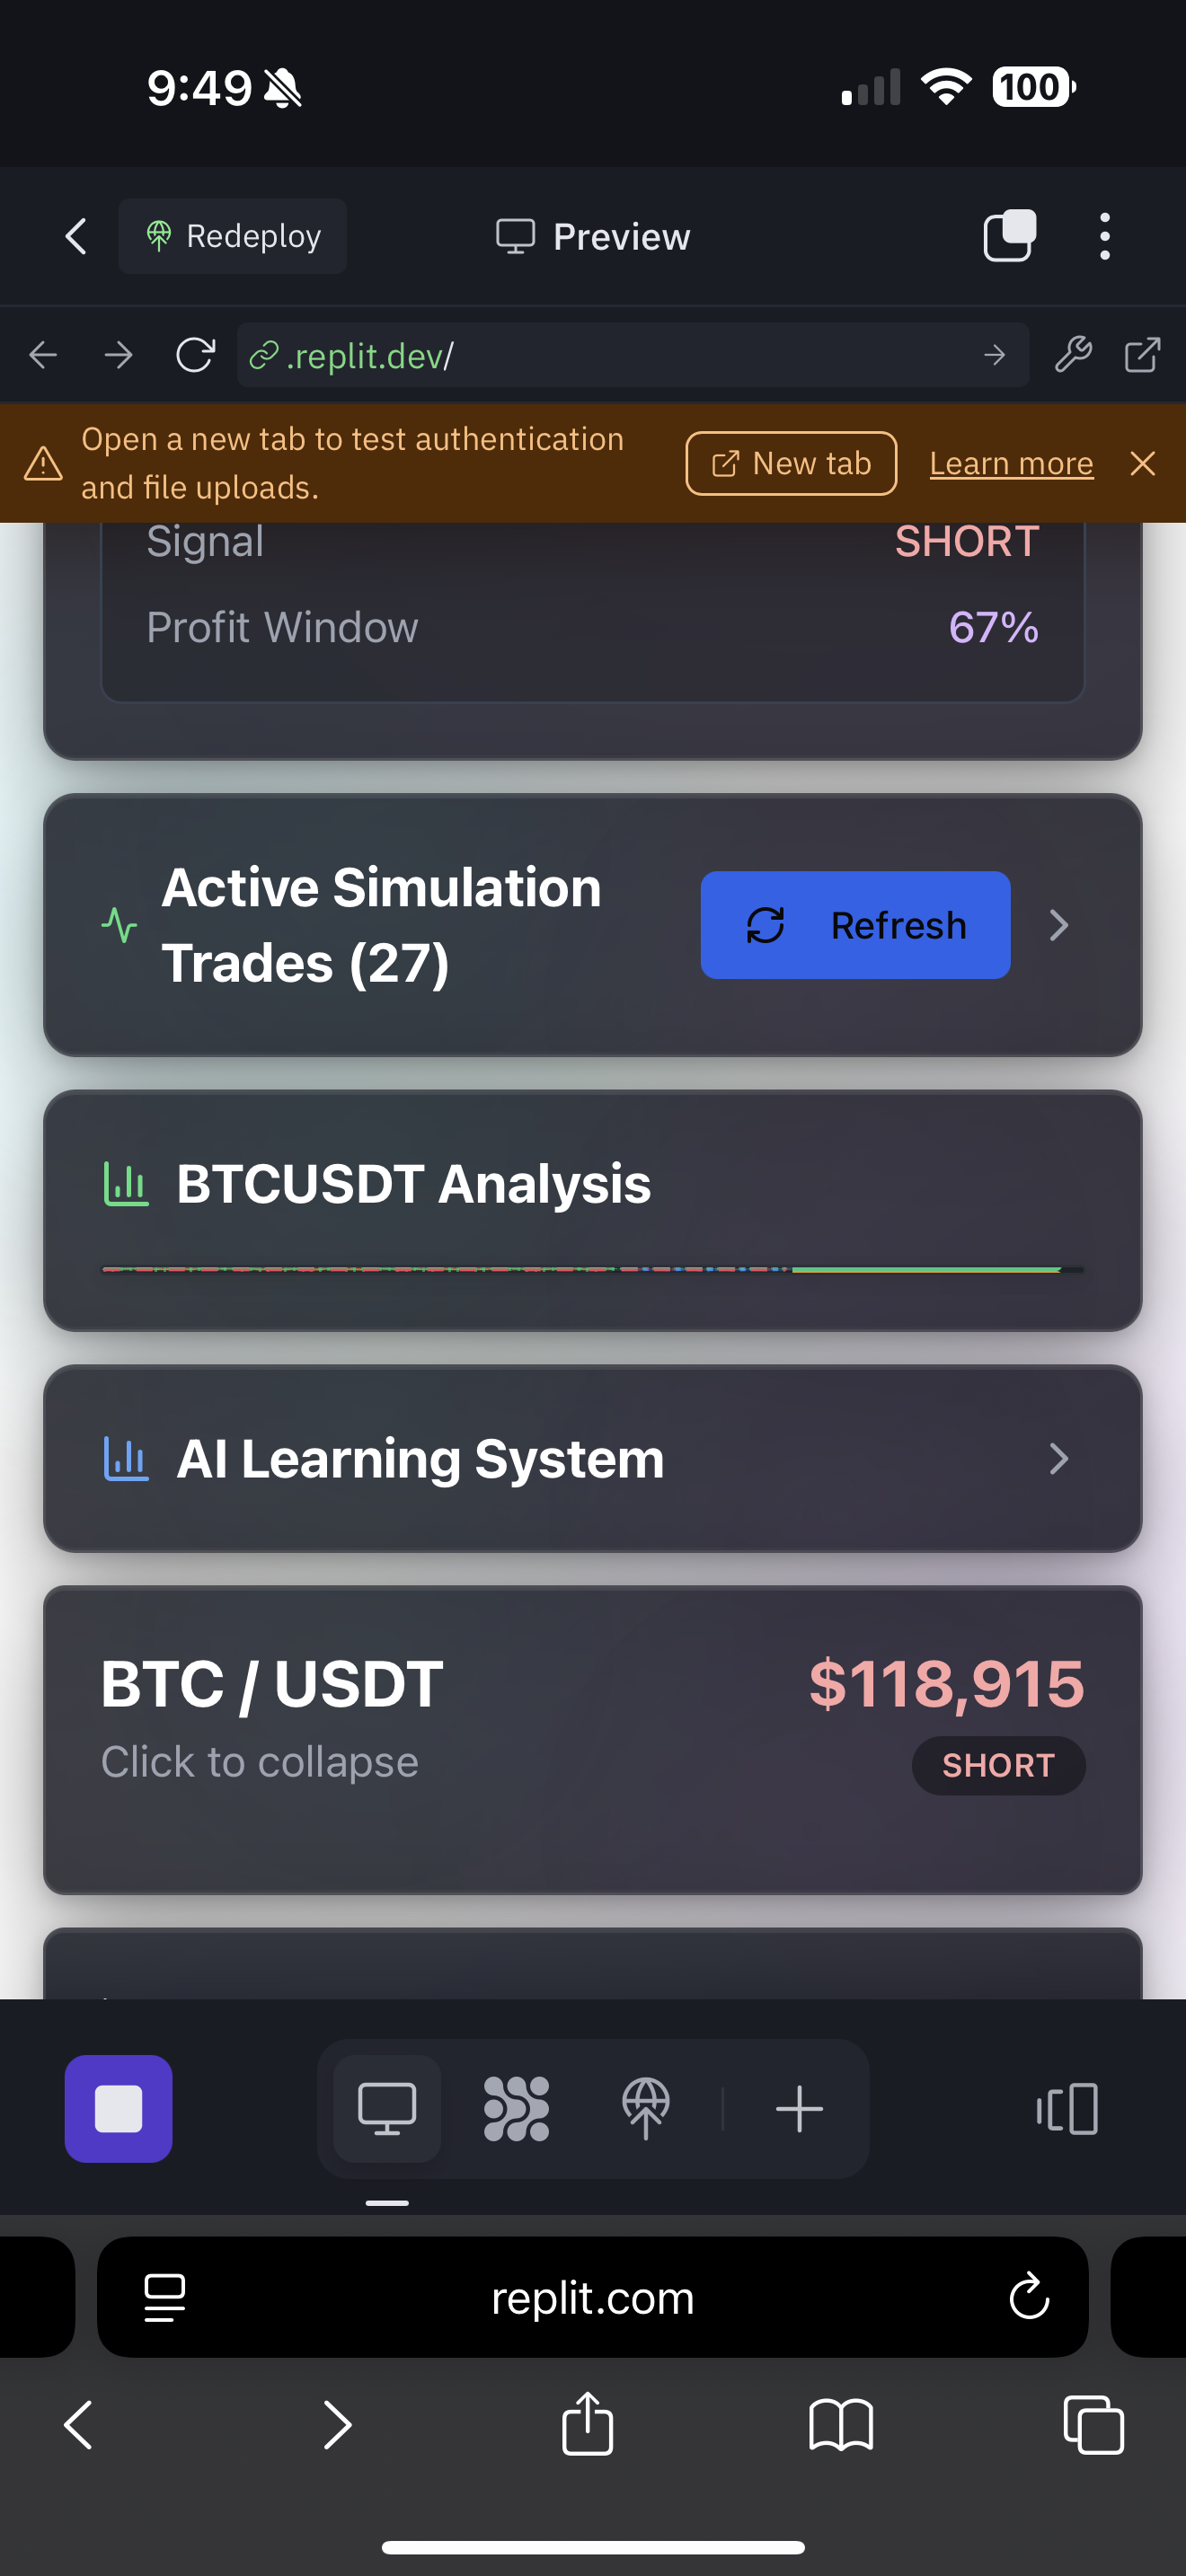 9:49
100
Redeploy
Preview
.replit.dev/
Open a new tab to test authentication
and file uploads.
New tab
Learn more
Signal
SHORT
Profit Window
67%
Active Simulation
Trades (27)
Refresh
BTCUSDT Analysis
AI Learning System
BTC / USDT
$118,915
Click to collapse
SHORT
replit.com